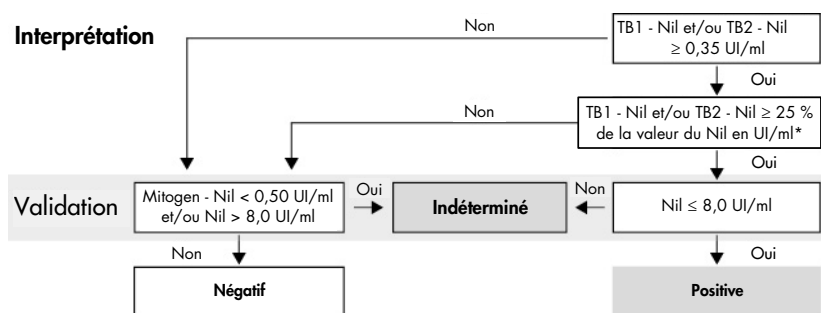 Interprétation
Non
TB1 - Nil et/ou TB2 - Nil
≥ 0,35 UI/ml
Oui
Non
TB1 - Nil et/ou TB2 - Nil ≥ 25 %
de la valeur du Nil en UI/ml*
Oui
Validation
Mitogen - Nil < 0,50 UI/ml
et/ou Nil > 8,0 UI/ml
Oui
Indéterminé
Non
Nil ≤ 8,0 UI/ml
Non
Oui
Négatif
Positive